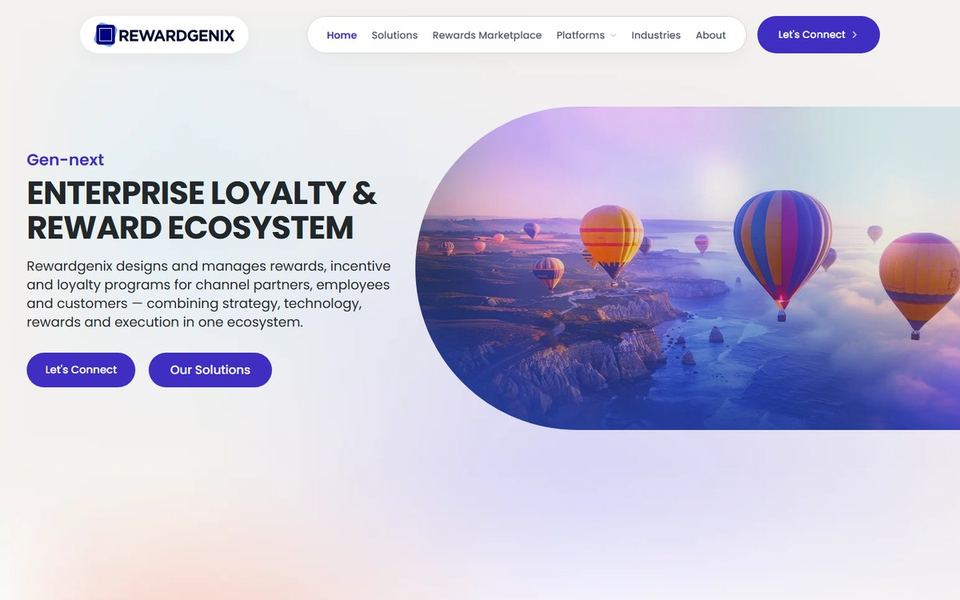 REWARDGENIX
Home
Solutions
Rewards Marketplace
Platforms
Industries
About
Let's Connect
Gen-next
ENTERPRISE LOYALTY &
REWARD ECOSYSTEM
Rewardgenix designs and manages rewards, incentive
and loyalty programs for channel partners, employees
and customers — combining strategy, technology,
rewards and execution in one ecosystem.
Let's Connect
Our Solutions